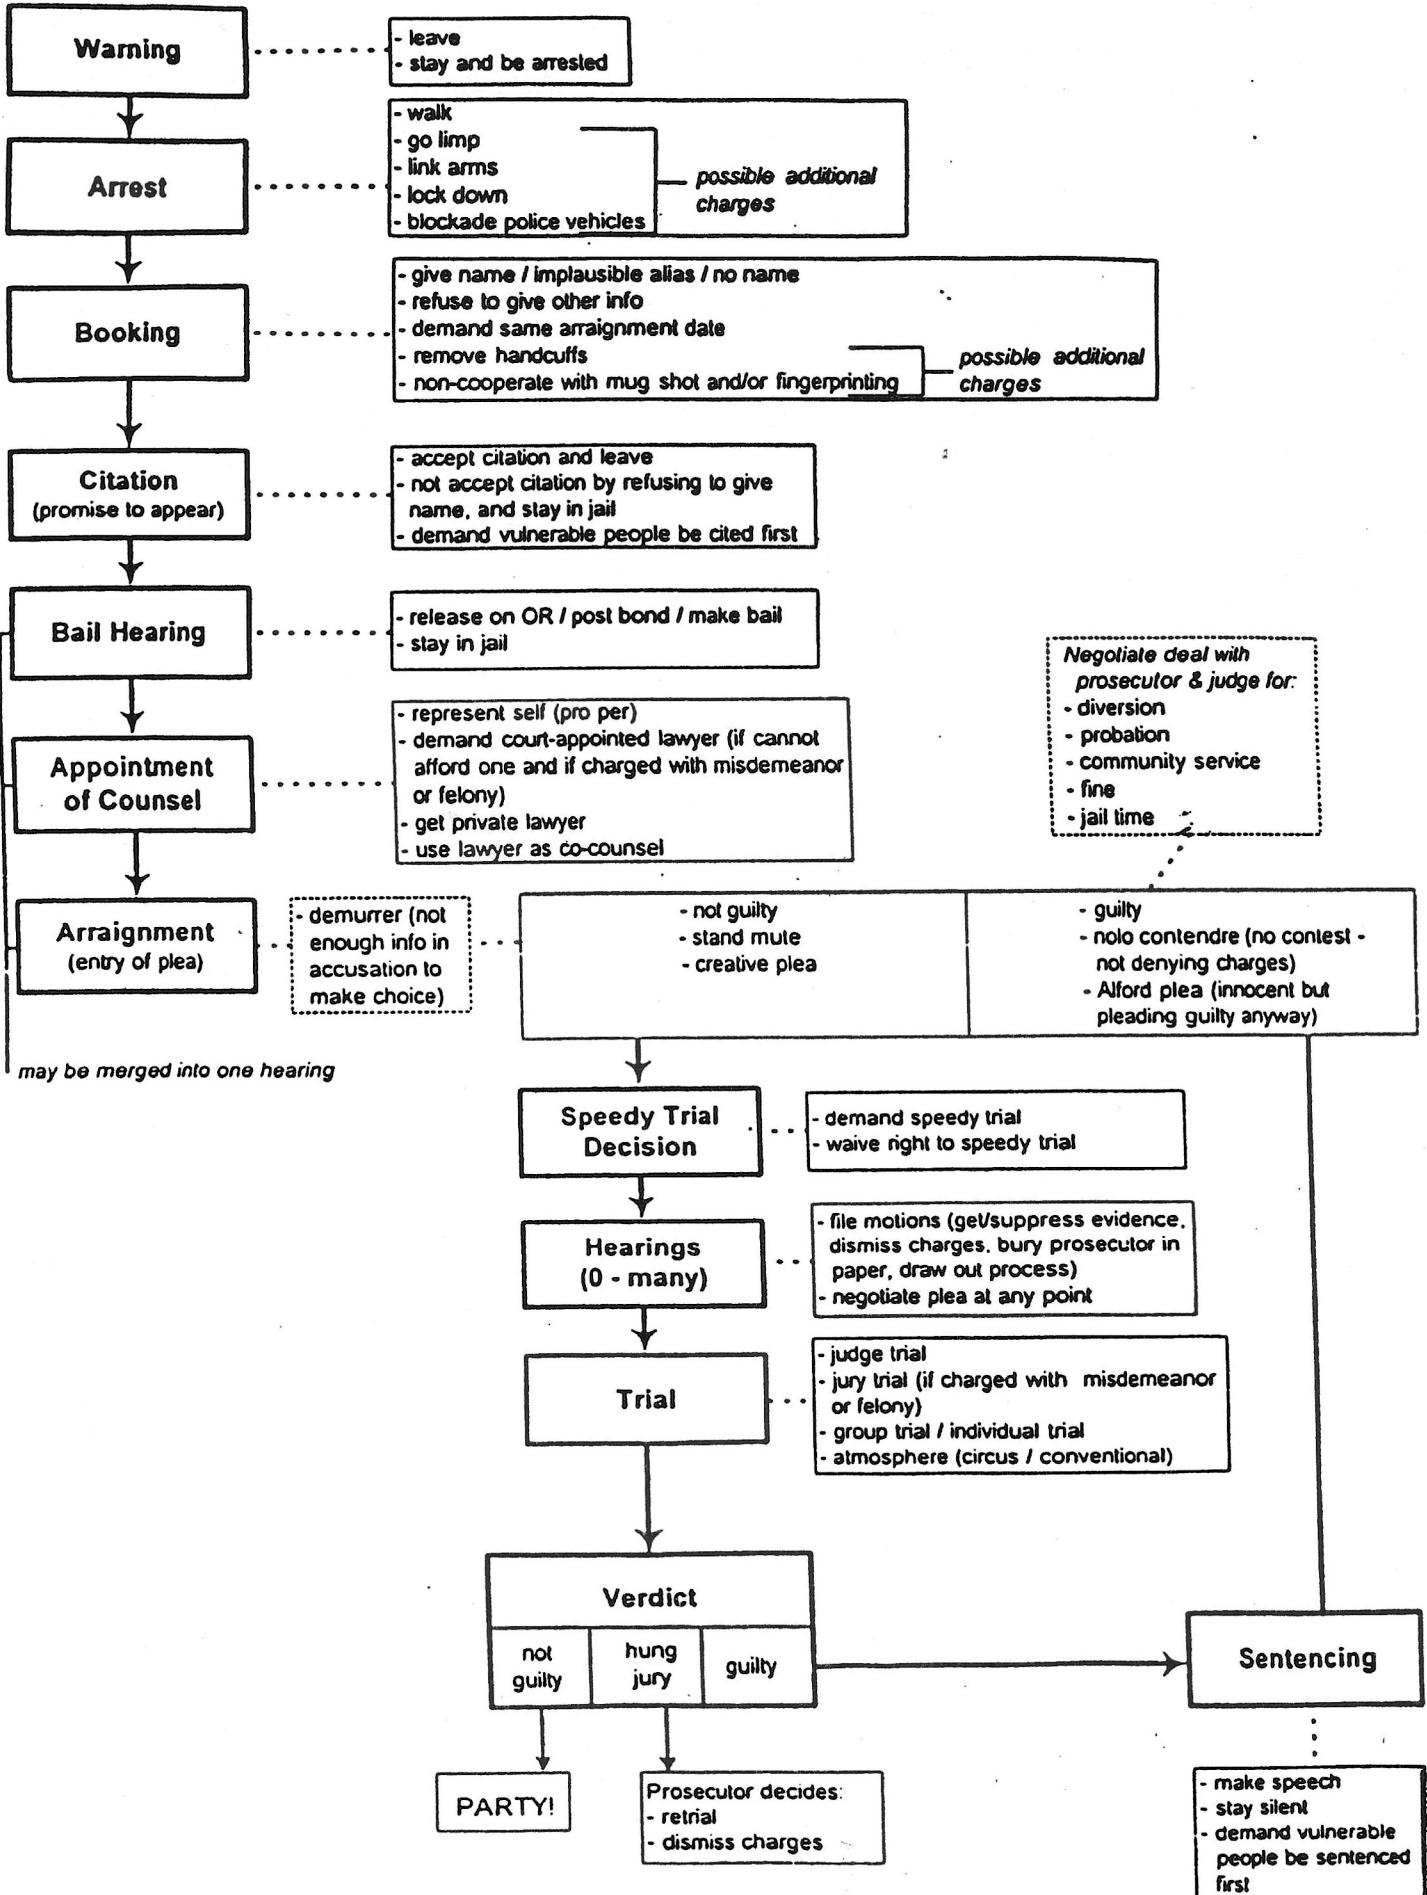 Warning
- leave
- stay and be arrested
Arrest
- walk
- go limp
- link arms
- lock down
- blockade police vehicles
possible additional
charges
Booking
- give name / implausible alias / no name
- refuse to give other info
- demand same arraignment date
- remove handcuffs
- non-cooperate with mug shot and/or fingerprinting
possible additional
charges
Citation
(promise to appear)
- accept citation and leave
- not accept citation by refusing to give
name, and stay in jail
- demand vulnerable people be cited first
Bail Hearing
- release on OR / post bond / make bail
- stay in jail
Appointment
of Counsel
- represent self (pro per)
- demand court-appointed lawyer (if cannot
afford one and if charged with misdemeanor
or felony)
- get private lawyer
- use lawyer as co-counsel
Negotiate deal with
prosecutor & judge for:
- diversion
- probation
- community service
- fine
- jail time
Arraignment
(entry of plea)
- demurrer (not
enough info in
accusation to
make choice)
- not guilty
- stand mute
- creative plea
- guilty
- nolo contendre (no contest -
not denying charges)
- Alford plea (innocent but
pleading guilty anyway)
may be merged into one hearing
Speedy Trial
Decision
- demand speedy trial
- waive right to speedy trial
Hearings
(0 - many)
- file motions (get/suppress evidence,
dismiss charges, bury prosecutor in
paper, draw out process)
- negotiate plea at any point
Trial
- judge trial
- jury trial (if charged with misdemeanor
or felony)
- group trial / individual trial
- atmosphere (circus / conventional)
Verdict
not
guilty
hung
jury
guilty
Sentencing
PARTY!
Prosecutor decides:
- retrial
- dismiss charges
- make speech
- stay silent
- demand vulnerable
people be sentenced
first